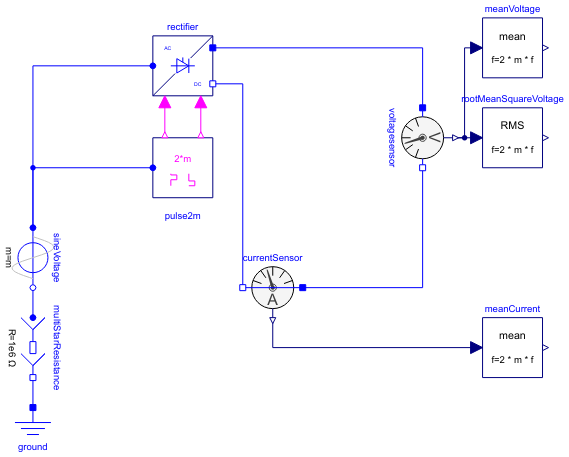 meanVoltage
rectifier
mean
f=2 * m * f
AC
DC
rootMeanSquareVoltage
voltagesensor
RMS
f=2 * m * f
2*m
pulse2m
sineVoltage
m=m
currentSensor
A
multiStarResistance
R=1e6 Ω
meanCurrent
mean
f=2 * m * f
ground